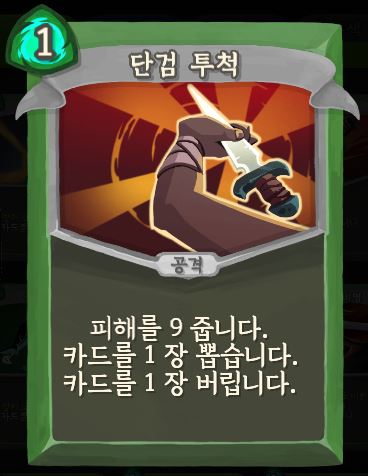 1
단검 투척
공격
피해를 9 줍니다.
카드를 1 장 뽑습니다.
카드를 1 장 버립니다.